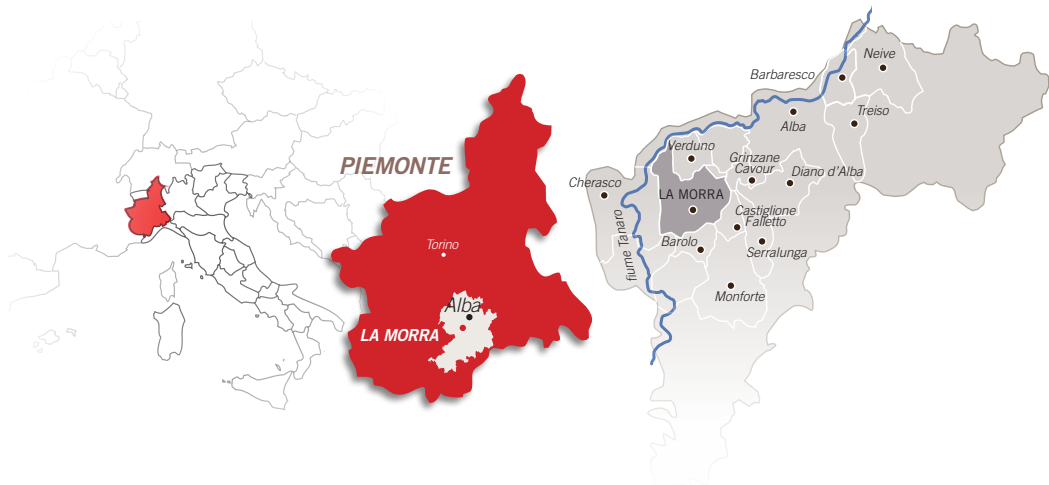 PIEMONTE
Torino
Alba
LA MORRA
Neive
Barbaresco
Treiso
Alba
Verduno
Grinzane
Cavour
Diano d'Alba
Cherasco
LA MORRA
Castiglione
Falletto
fiume Tanaro
Barolo
Serralunga
Monforte